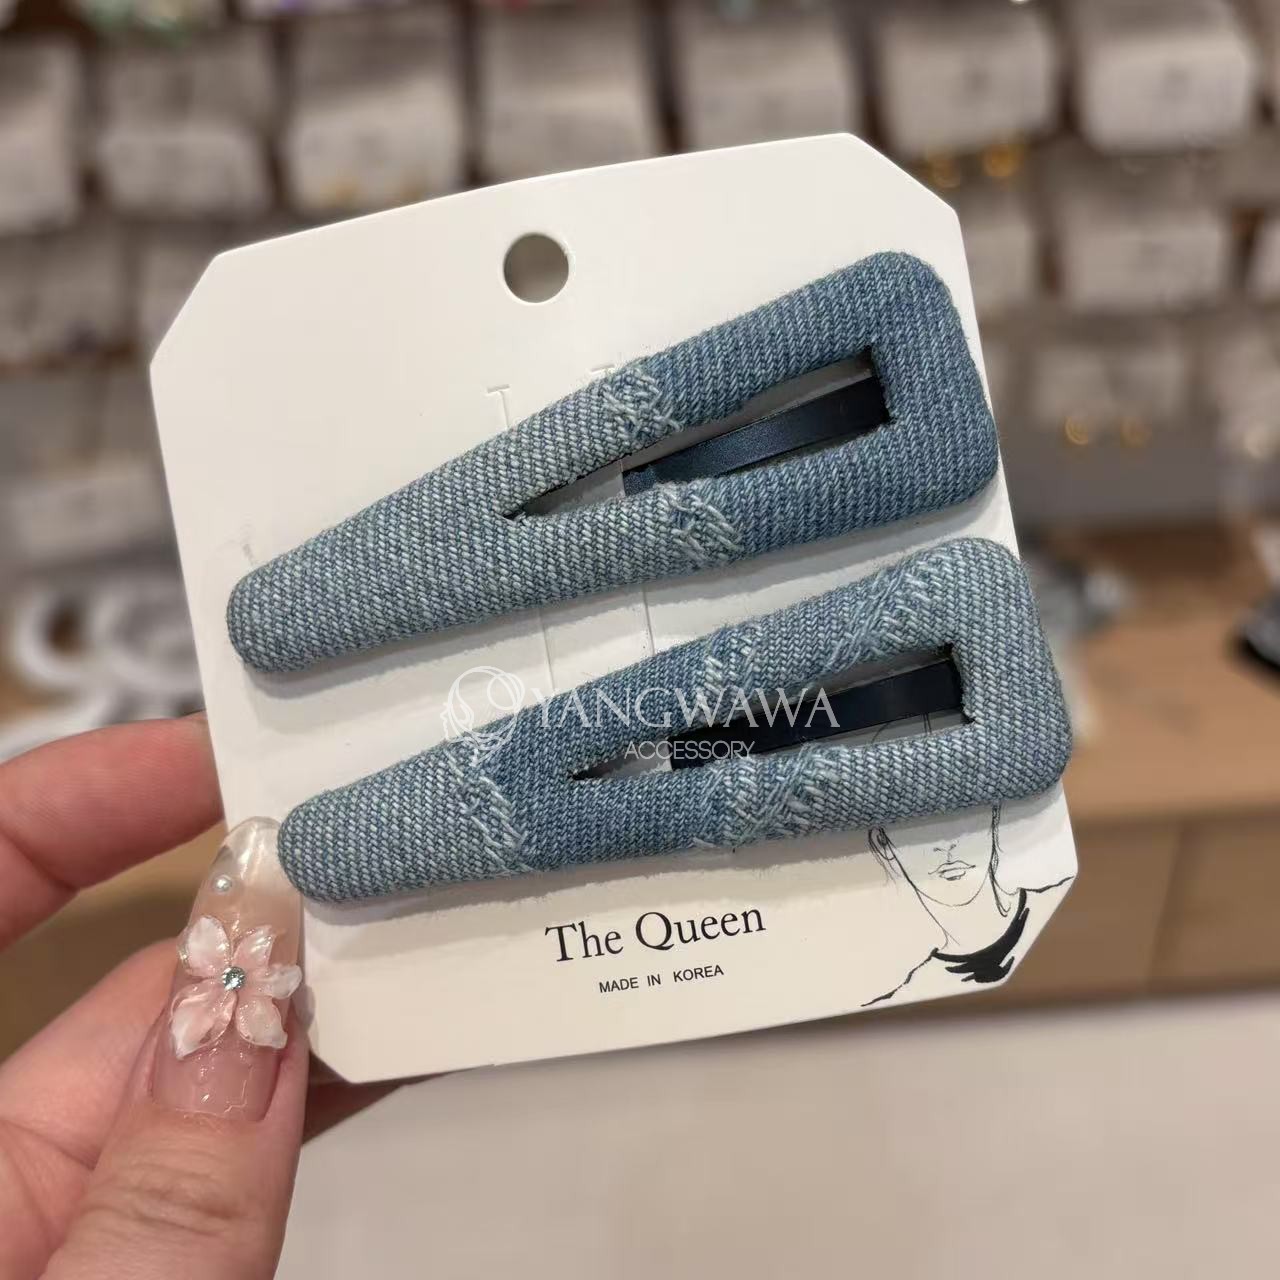 YANGWAWA
ACCESSORY
The Queen
MADE IN KOREA